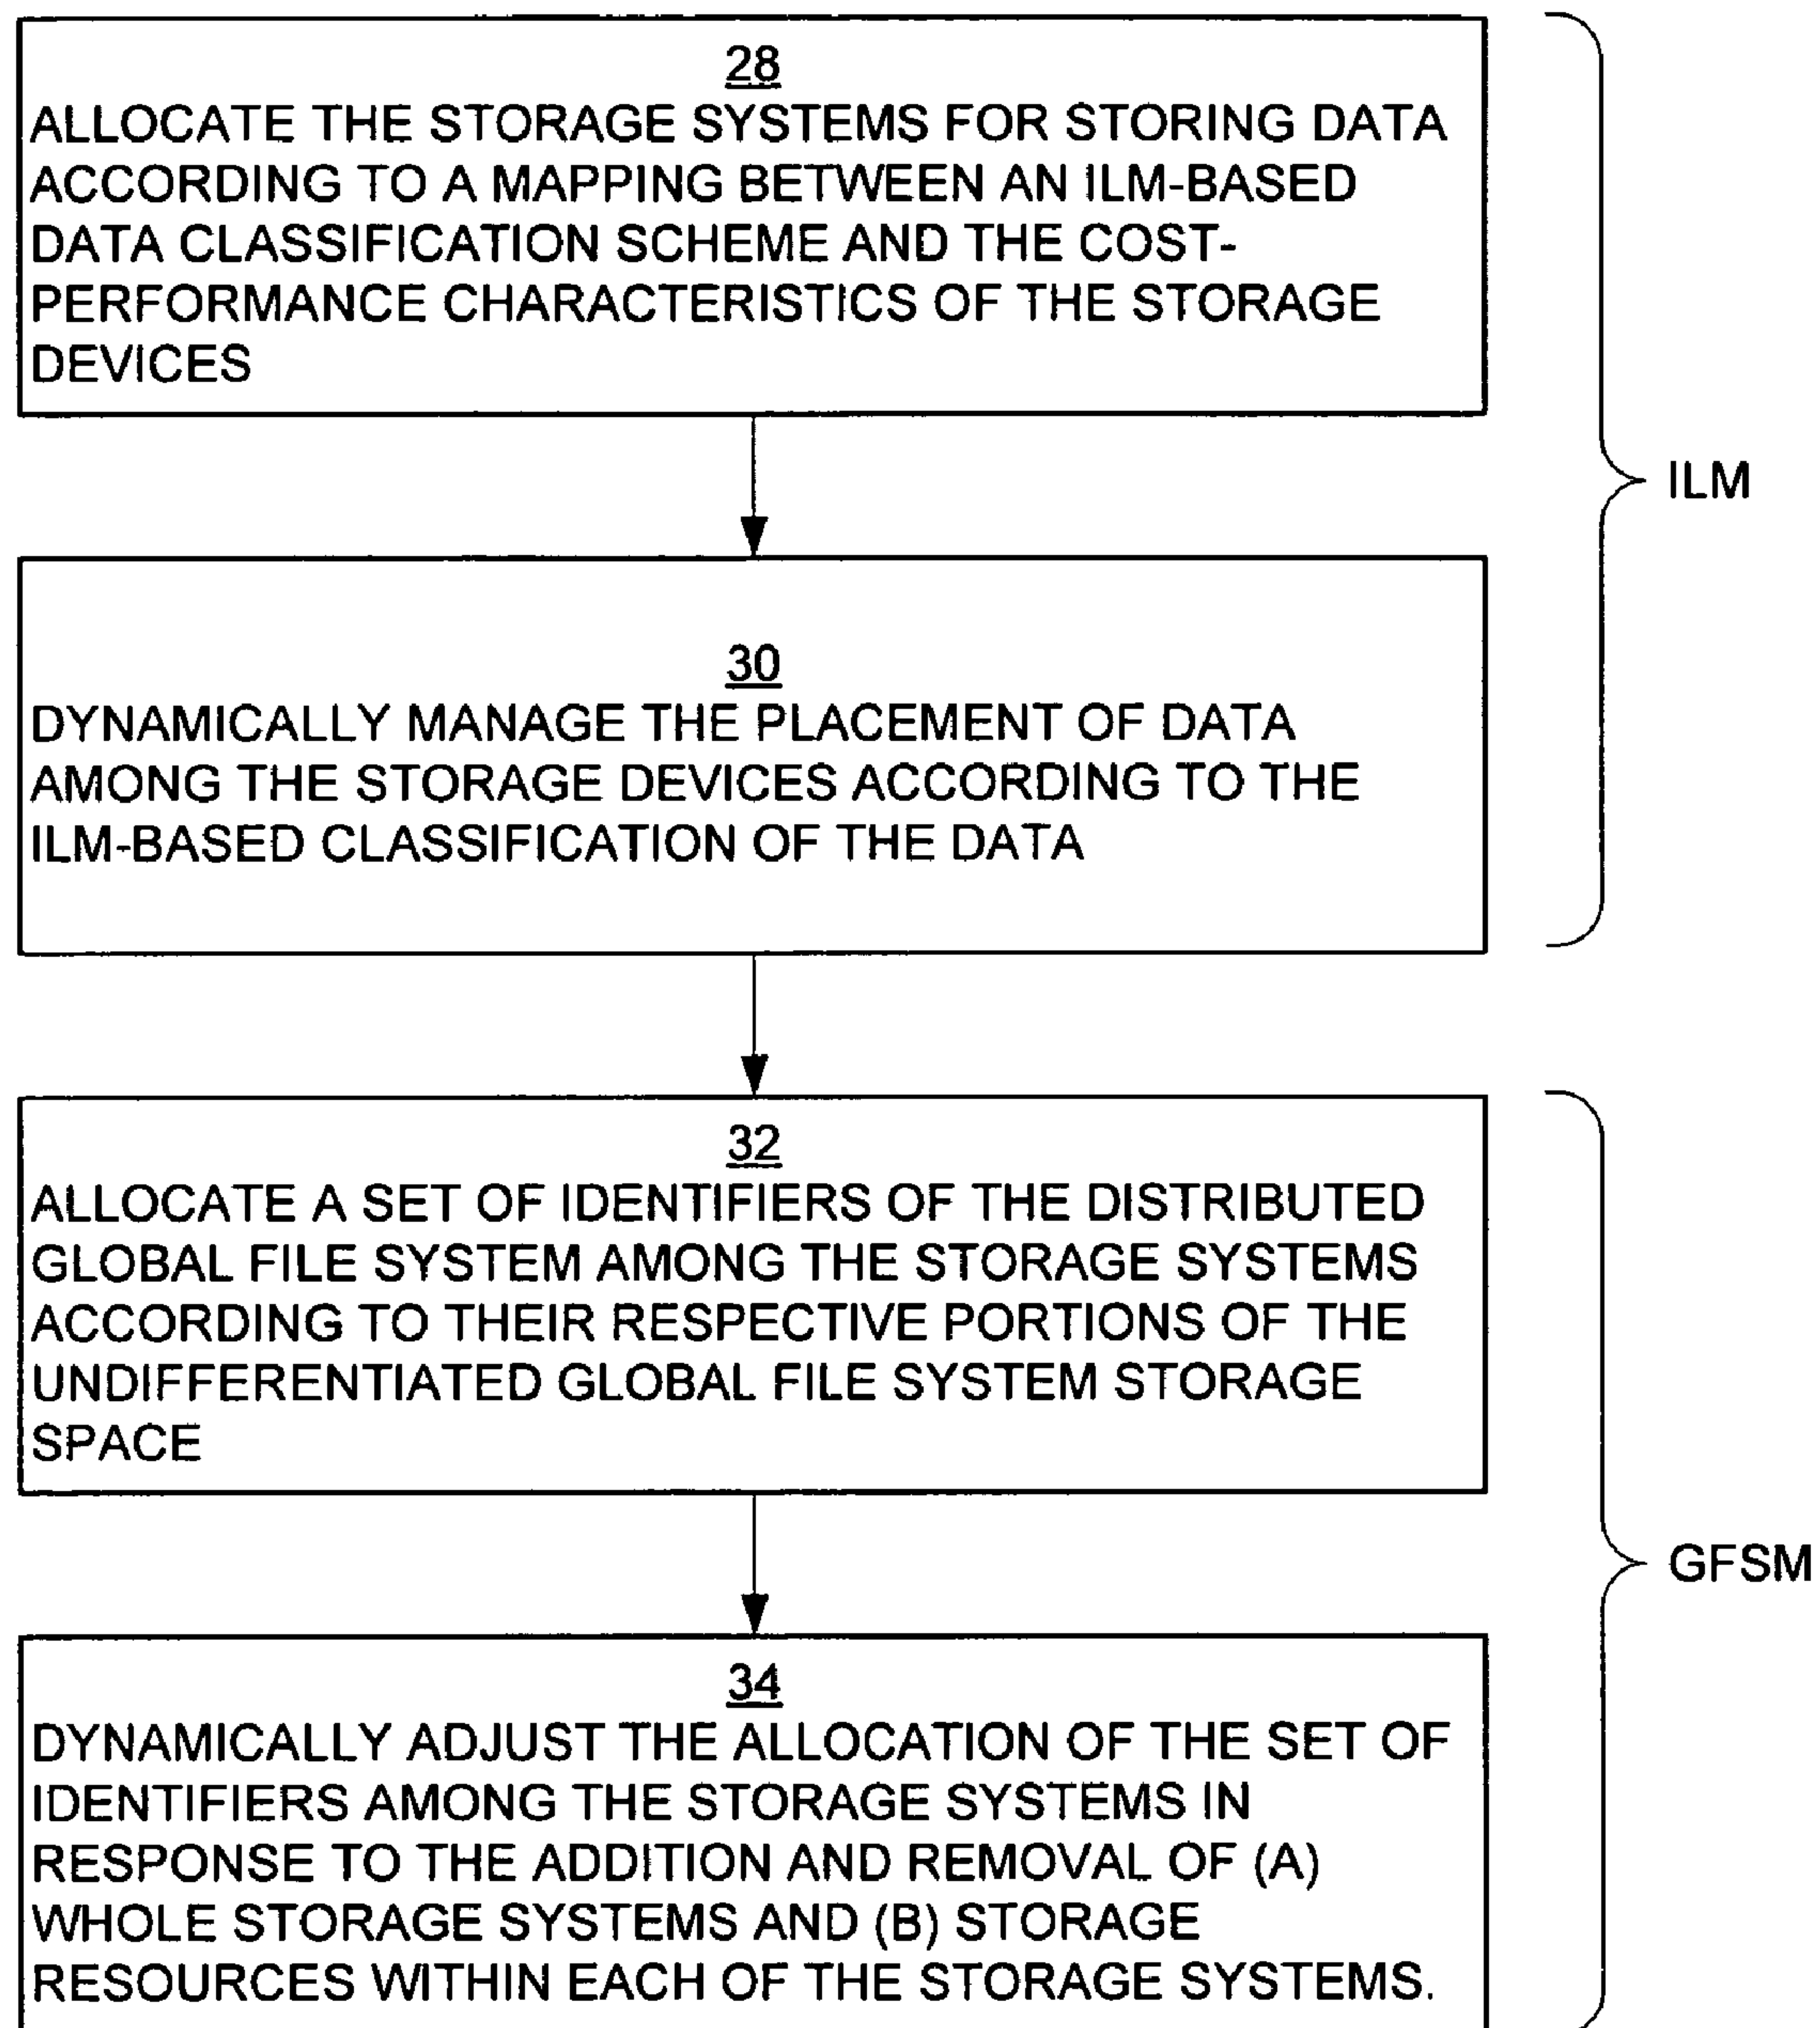 28
ALLOCATE THE STORAGE SYSTEMS FOR STORING DATA
ACCORDING TO A MAPPING BETWEEN AN ILM-BASED
DATA CLASSIFICATION SCHEME AND THE COST-
PERFORMANCE CHARACTERISTICS OF THE STORAGE
DEVICES
ILM
30
DYNAMICALLY MANAGE THE PLACEMENT OF DATA
AMONG THE STORAGE DEVICES ACCORDING TO THE
ILM-BASED CLASSIFICATION OF THE DATA
32
ALLOCATE A SET OF IDENTIFIERS OF THE DISTRIBUTED
GLOBAL FILE SYSTEM AMONG THE STORAGE SYSTEMS
ACCORDING TO THEIR RESPECTIVE PORTIONS OF THE
UNDIFFERENTIATED GLOBAL FILE SYSTEM STORAGE
SPACE
GFSM
34
DYNAMICALLY ADJUST THE ALLOCATION OF THE SET OF
IDENTIFIERS AMONG THE STORAGE SYSTEMS IN
RESPONSE TO THE ADDITION AND REMOVAL OF (A)
WHOLE STORAGE SYSTEMS AND (B) STORAGE
RESOURCES WITHIN EACH OF THE STORAGE SYSTEMS.